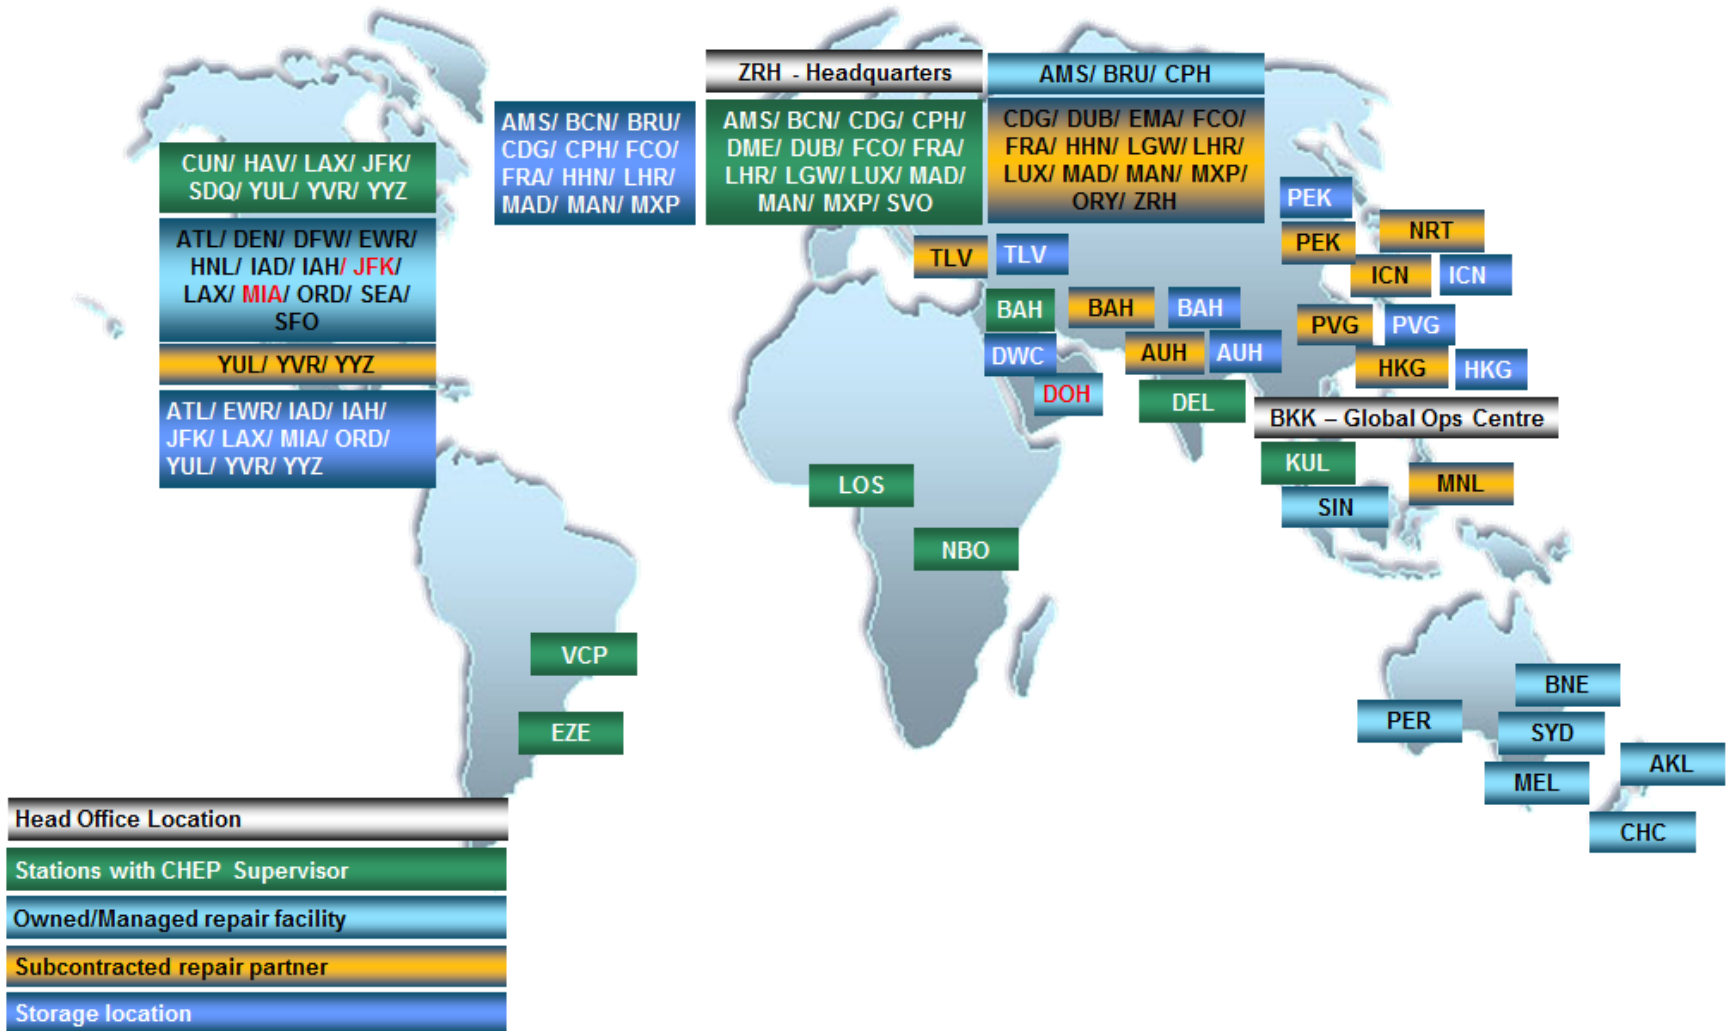 ZRH - Headquarters
AMS/ BRU/ CPH
AMS/ BCN/ BRU/
CDG/ CPH/ FCO/
FRA/ HHN/ LHR/
MAD/ MAN/ MXP
AMS/ BCN/ CDG/ CPH/
DME/ DUB/ FCO/ FRA/
LHR/ LGW/ LUX/ MAD/
MAN/ MXP/ SVO
CDG/ DUB/ EMA/ FCO/
FRA/ HHN/ LGW/ LHR/
LUX/ MAD/ MAN/ MXP/
ORY/ ZRH
CUN/ HAV/ LAX/ JFK/
SDQ/ YUL/ YVR/ YYZ
ATL/ DEN/ DFW/ EWR/
HNL/ IAD/ IAH/ JFK/
LAX/ MIA/ ORD/ SEA/
SFO
YUL/ YVR/ YYZ
ATL/ EWR/ IAD/ IAH/
JFK/ LAX/ MIA/ ORD/
YUL/ YVR/ YYZ
PEK
PEK
NRT
TLV
TLV
ICN
ICN
BAH
BAH
BAH
PVG
PVG
DWC
AUH
AUH
HKG
HKG
DOH
DEL
BKK – Global Ops Centre
KUL
MNL
LOS
SIN
NBO
VCP
EZE
BNE
PER
SYD
AKL
MEL
CHC
Head Office Location
Stations with CHEP Supervisor
Owned/Managed repair facility
Subcontracted repair partner
Storage location